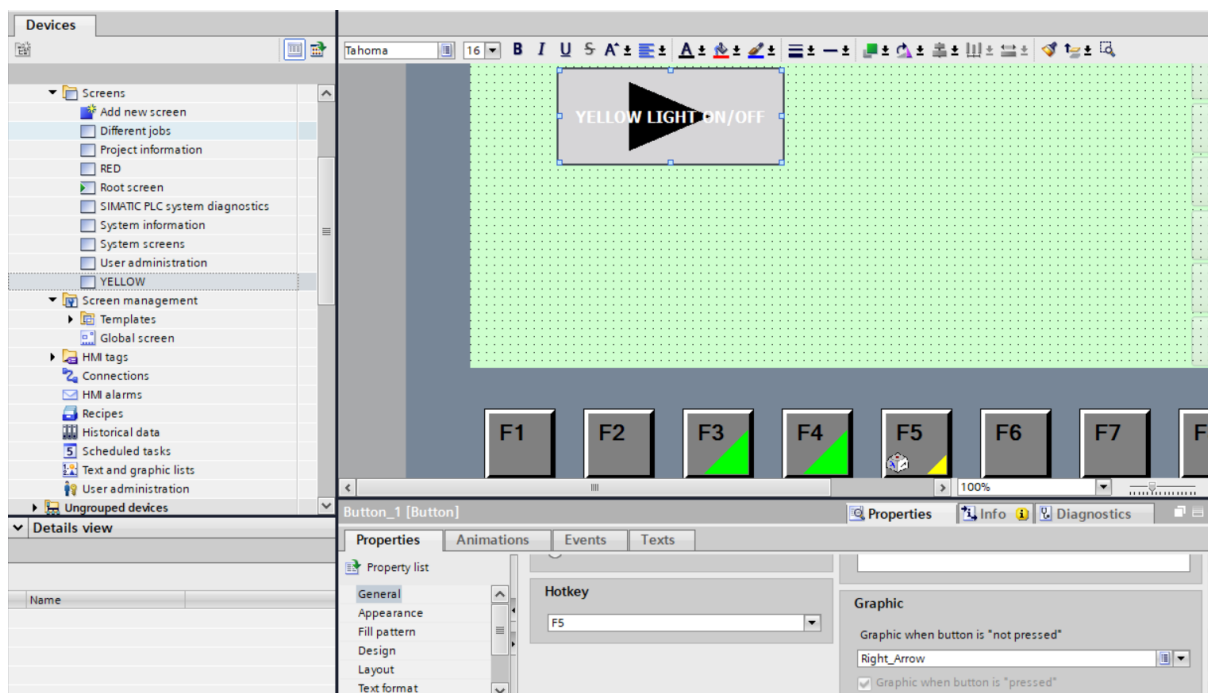 Devices
Tahoma
16
B I U S A
Screens
Add new screen
Different jobs
Project information
RED
Root screen
SIMATIC PLC system diagnostics
System information
System screens
User administration
YELLOW
Screen management
Templates
Global screen
HMI tags
Connections
HMI alarms
Recipes
Historical data
Scheduled tasks
Text and graphic lists
User administration
Ungrouped devices
Details view
Name
YELLOW LIGHT ON/OFF
F1 F2 F3 F4 F5 F6 F7 F
100%
Button_1 [Button]
Properties Info Diagnostics
Properties Animations Events Texts
Property list
General
Appearance
Fill pattern
Design
Layout
Text format
Hotkey
F5
Graphic
Graphic when button is "not pressed"
Right_Arrow
Graphic when button is "pressed"